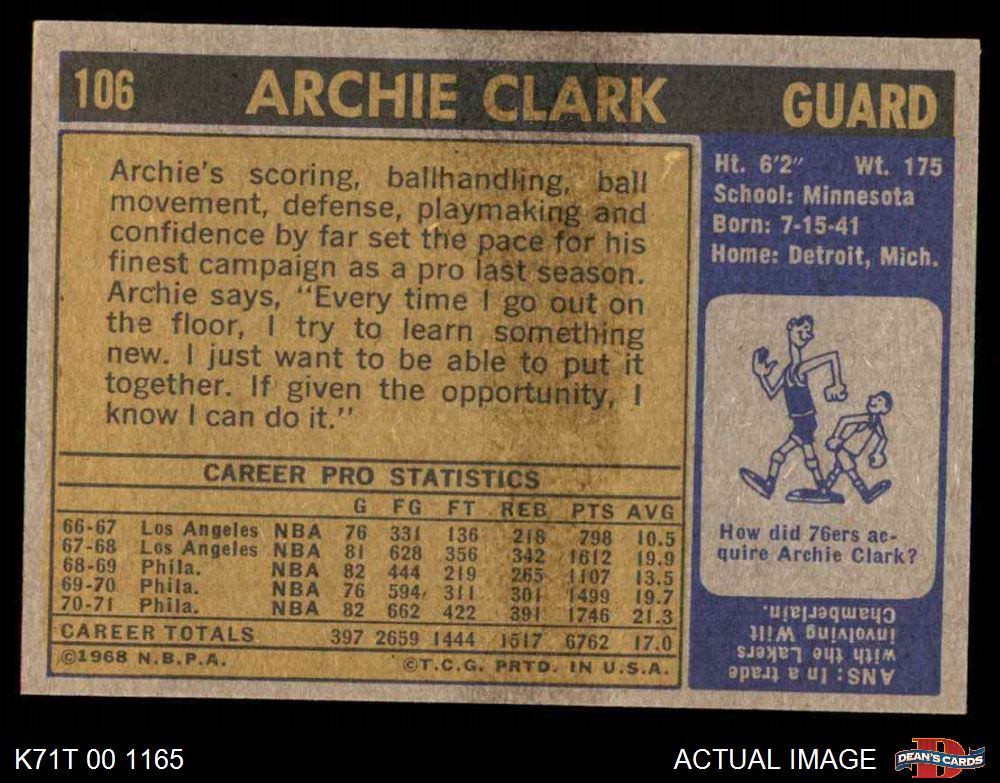 106 ARCHIE CLARK GUARD
Archie's scoring, ballhandling, ball
movement, defense, playmaking and
confidence by far set the pace for his
finest campaign as a pro last season.
Archie says, "Every time I go out on
the floor, I try to learn something
new. I just want to be able to put it
together. If given the opportunity, I
know I can do it."
CAREER PRO STATISTICS
G FG FT REB PTS AVG
66-67 Los Angeles NBA 76 331 136 218 798 10.5
67-68 Los Angeles NBA 81 628 356 342 1612 19.9
68-69 Phila. NBA 82 444 219 265 1107 13.5
69-70 Phila. NBA 76 594 311 301 1499 19.7
70-71 Phila. NBA 82 662 422 391 1746 21.3
CAREER TOTALS 397 2659 1444 1517 6762 17.0
©1968 N.B.P.A. ©T.C.G. PRTD. IN U.S.A.
Ht. 6'2" Wt. 175
School: Minnesota
Born: 7-15-41
Home: Detroit, Mich.
How did 76ers ac-
quire Archie Clark?
ANS: In a trade
with the Lakers
involving Wilt
Chamberlain.
K71T 00 1165
ACTUAL IMAGE
D
DEAN'S CARDS